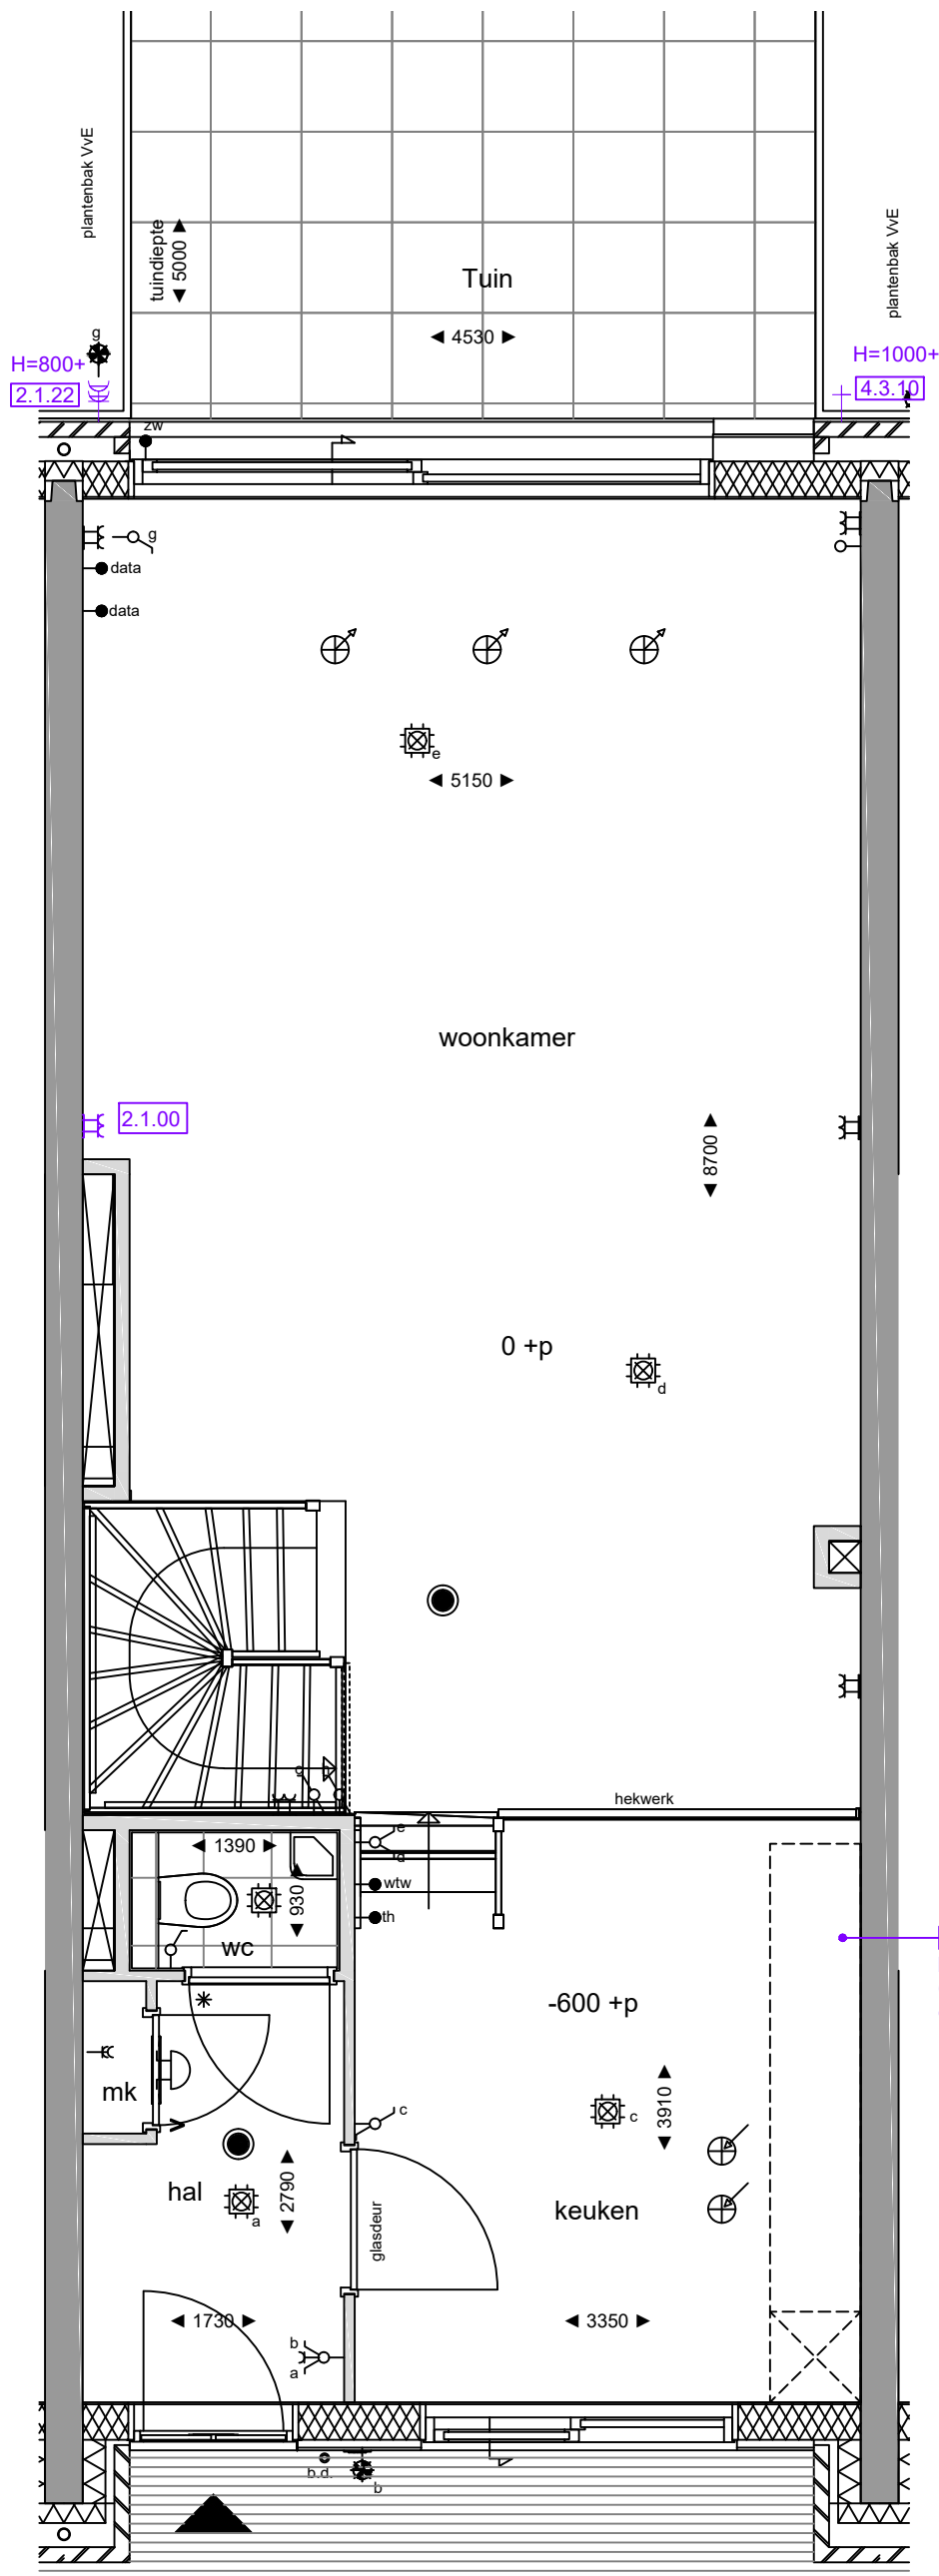 plantenbak VvE
plantenbak VvE
tuindiepte
◄ 5000 ►
Tuin
◄ 4530 ►
g
H=800+
2.1.22
H=1000+
4.3.10
zw
g
data
data
e
◄ 5150 ►
woonkamer
2.1.00
◄ 8700 ►
0 +p
d
hekwerk
◄ 1390 ►
e
d
◄ 930 ►
wtw
th
wc
-600 +p
mk
c
c
◄ 3910 ►
hal
◄ 2790 ►
a
glasdeur
keuken
◄ 1730 ►
◄ 3350 ►
b
a
b.d.
b